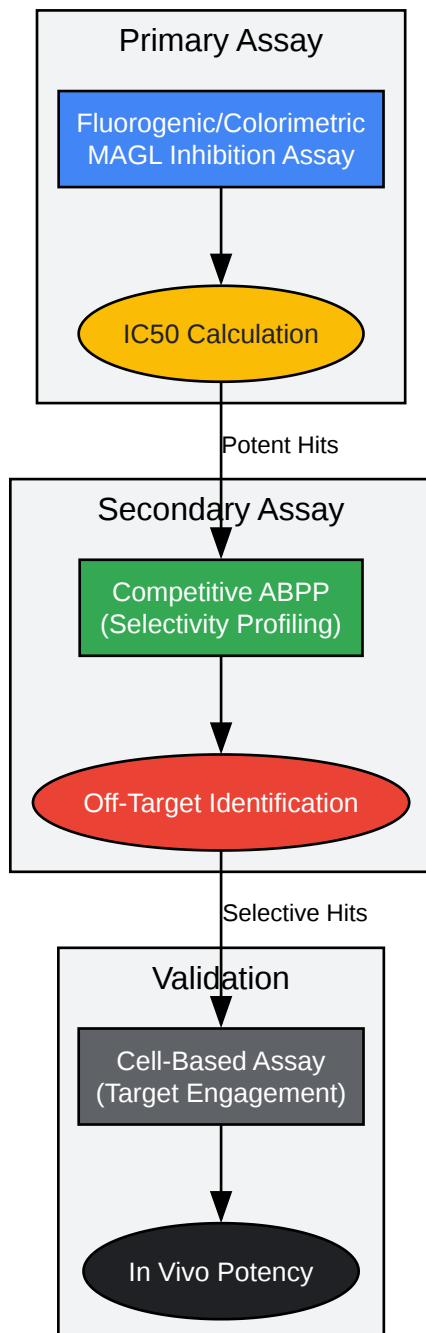 Primary Assay
Fluorogenic/Colorimetric
MAGL Inhibition Assay
IC50 Calculation
Potent Hits
Secondary Assay
Competitive ABPP
(Selectivity Profiling)
Off-Target Identification
Selective Hits
Validation
Cell-Based Assay
(Target Engagement)
In Vivo Potency